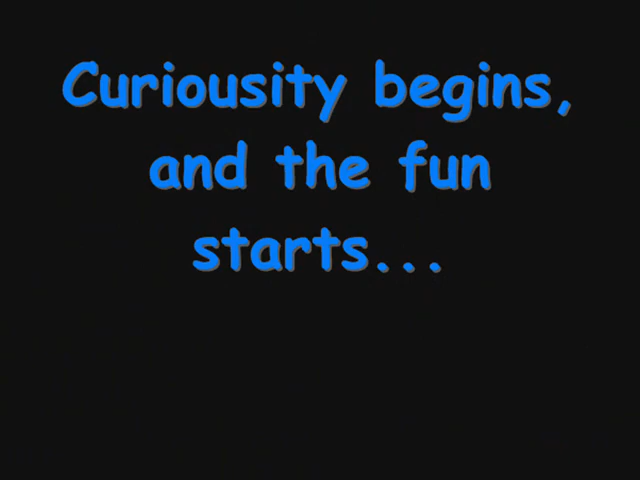 Curiousity begins,
and the fun
starts...